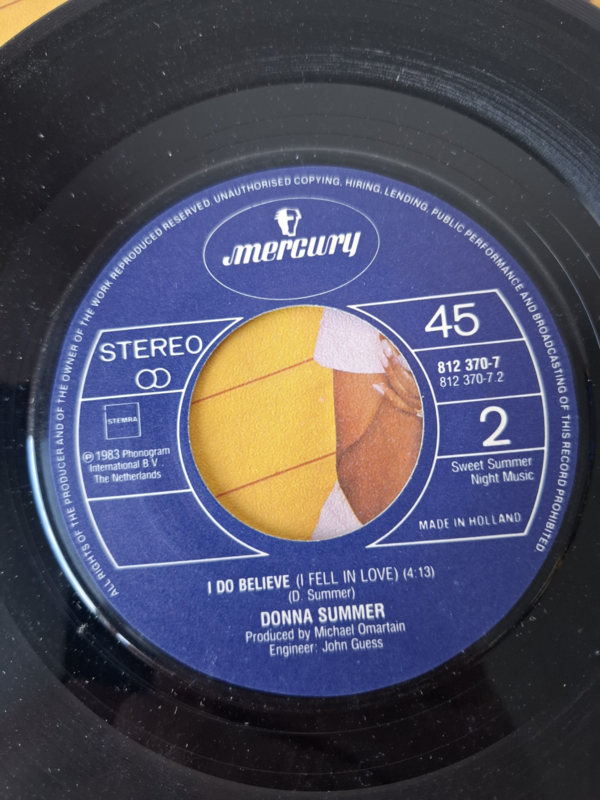 ALL RIGHTS OF THE PRODUCER AND OF THE OWNER OF THE WORK REPRODUCED RESERVED. UNAUTHORISED COPYING, HIRING, LENDING, PUBLIC PERFORMANCE AND BROADCASTING OF THIS RECORD PROHIBITED
mercury
STEREO
STEMRA
℗ 1983 Phonogram
International B V
The Netherlands
45
812 370-7
812 370-7.2
2
Sweet Summer
Night Music
MADE IN HOLLAND
I DO BELIEVE (I FELL IN LOVE) (4:13)
(D. Summer)
DONNA SUMMER
Produced by Michael Omartain
Engineer: John Guess